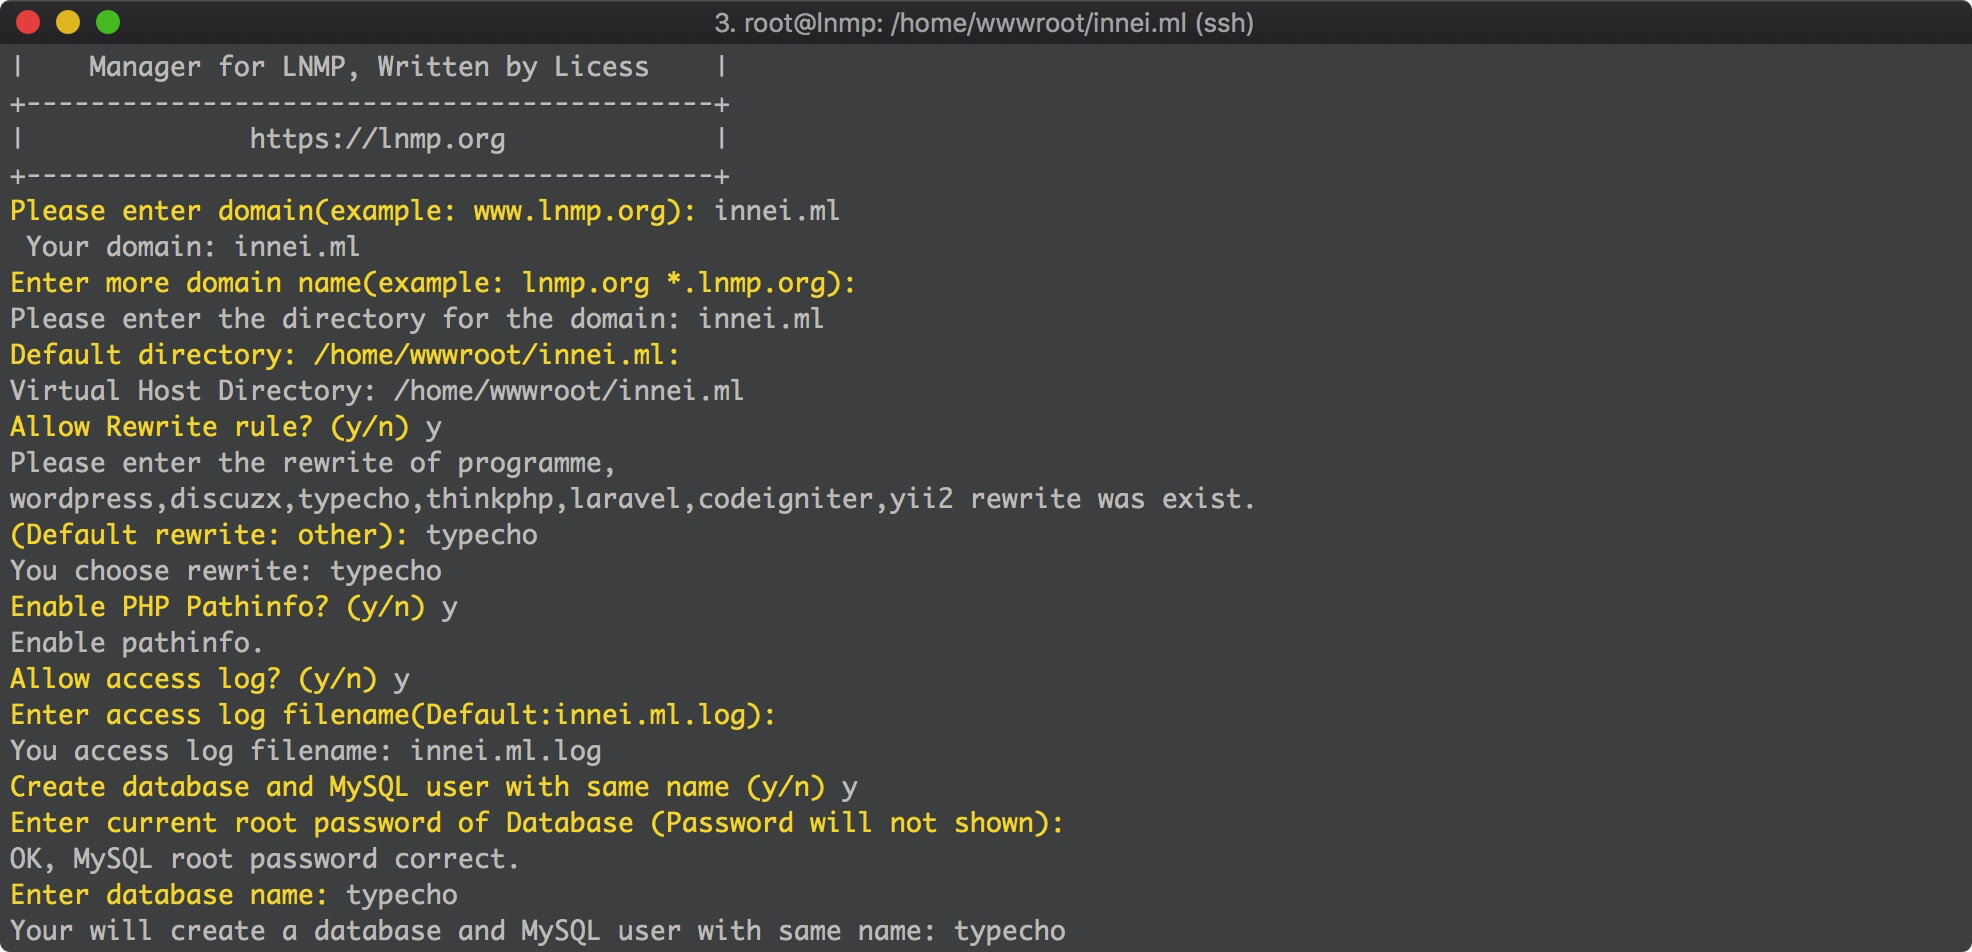 3. root@lnmp: /home/wwwroot/innei.ml (ssh)
|    Manager for LNMP, Written by Licess    |
+-------------------------------------------+
|              https://lnmp.org             |
+-------------------------------------------+
Please enter domain(example: www.lnmp.org): innei.ml
 Your domain: innei.ml
Enter more domain name(example: lnmp.org *.lnmp.org):
Please enter the directory for the domain: innei.ml
Default directory: /home/wwwroot/innei.ml:
Virtual Host Directory: /home/wwwroot/innei.ml
Allow Rewrite rule? (y/n) y
Please enter the rewrite of programme,
wordpress,discuzx,typecho,thinkphp,laravel,codeigniter,yii2 rewrite was exist.
(Default rewrite: other): typecho
You choose rewrite: typecho
Enable PHP Pathinfo? (y/n) y
Enable pathinfo.
Allow access log? (y/n) y
Enter access log filename(Default:innei.ml.log):
You access log filename: innei.ml.log
Create database and MySQL user with same name (y/n) y
Enter current root password of Database (Password will not shown):
OK, MySQL root password correct.
Enter database name: typecho
Your will create a database and MySQL user with same name: typecho